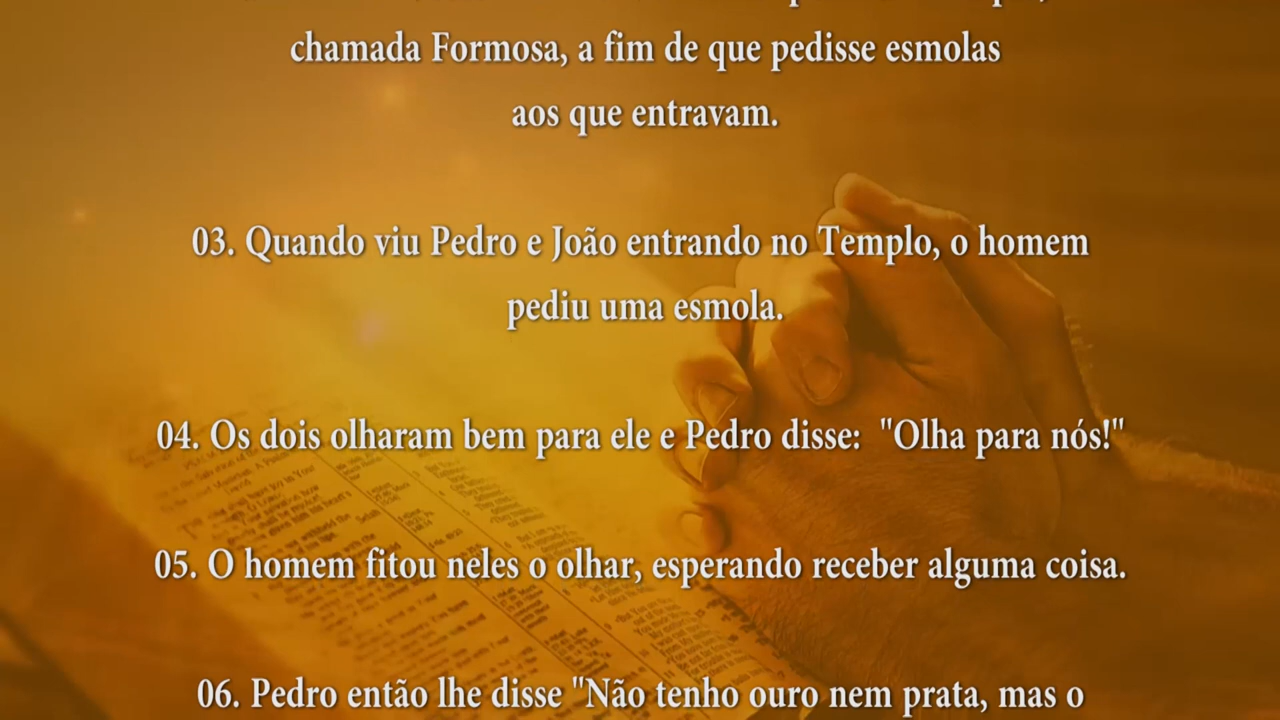 chamada Formosa, a fim de que pedisse esmolas
aos que entravam.
03. Quando viu Pedro e João entrando no Templo, o homem
pediu uma esmola.
04. Os dois olharam bem para ele e Pedro disse:  "Olha para nós!"
05. O homem fitou neles o olhar, esperando receber alguma coisa.
06. Pedro então lhe disse "Não tenho ouro nem prata, mas o